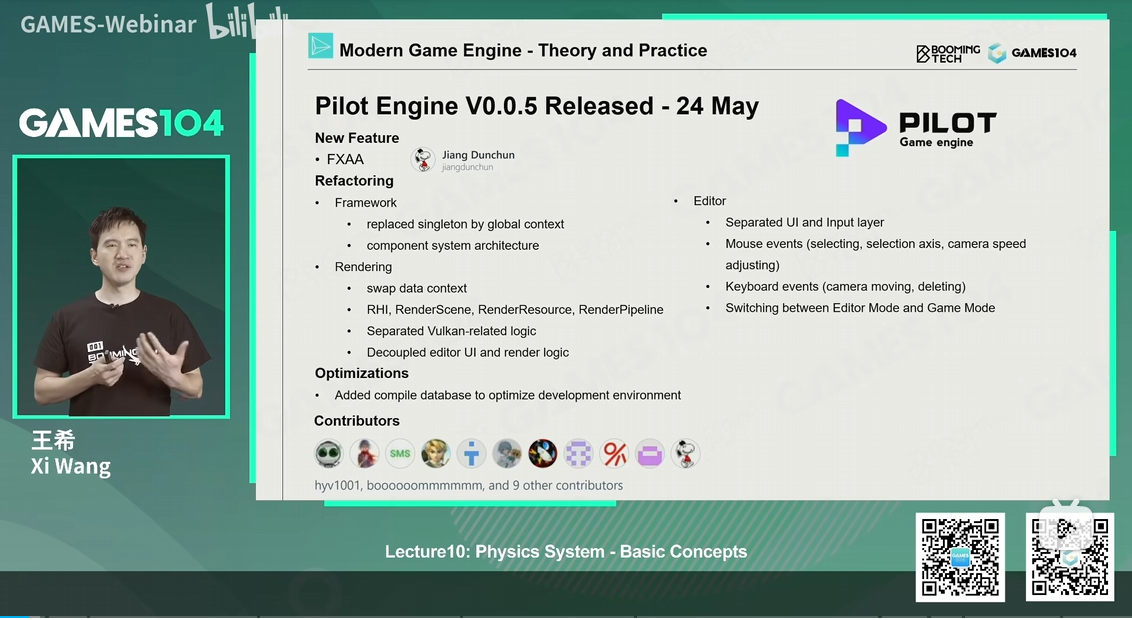 GAMES-Webinar bilibili
Modern Game Engine - Theory and Practice
BOOMING TECH
GAMES104
GAMES104
Pilot Engine V0.0.5 Released - 24 May
PILOT
Game engine
New Feature
• FXAA
Jiang Dunchun
jiangdunchun
Refactoring
• Framework
• replaced singleton by global context
• component system architecture
• Rendering
• swap data context
• RHI, RenderScene, RenderResource, RenderPipeline
• Separated Vulkan-related logic
• Decoupled editor UI and render logic
• Editor
• Separated UI and Input layer
• Mouse events (selecting, selection axis, camera speed
adjusting)
• Keyboard events (camera moving, deleting)
• Switching between Editor Mode and Game Mode
Optimizations
• Added compile database to optimize development environment
Contributors
SMS
hyv1001, boooooommmmmm, and 9 other contributors
王希
Xi Wang
Lecture10: Physics System - Basic Concepts